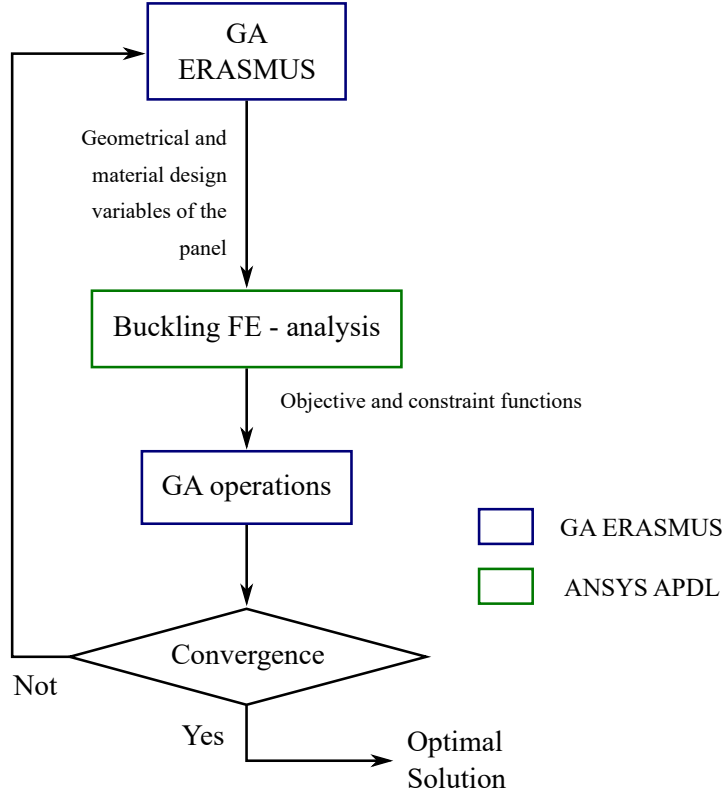 GA
ERASMUS
Geometrical and
material design
variables of the
panel
Buckling FE - analysis
Objective and constraint functions
GA operations
GA ERASMUS
ANSYS APDL
Convergence
Not
Yes
Optimal
Solution